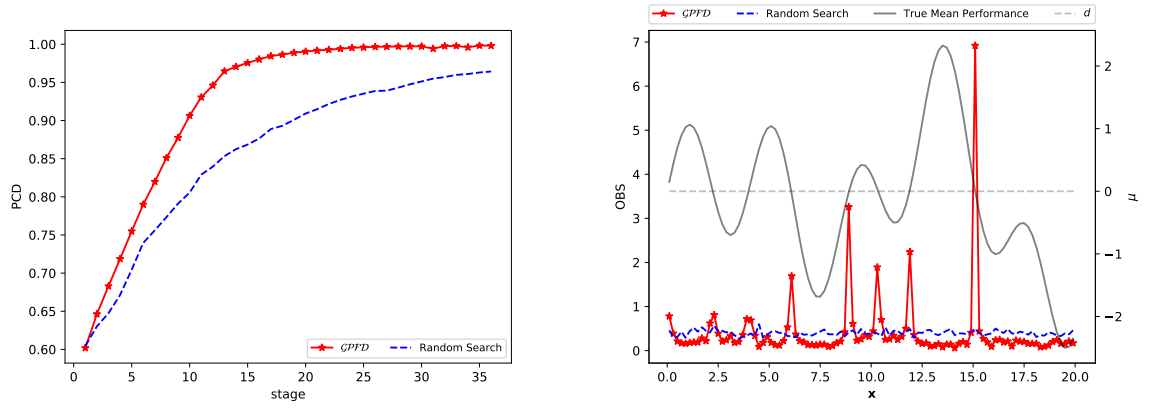 1.00
0.95
0.90
0.85
0.80
0.75
0.70
0.65
0.60
PCD
0 5 10 15 20 25 30 35
stage
GPFD Random Search
GPFD Random Search True Mean Performance d
7
6
5
4
3
2
1
0
OBS
2
1
0
−1
−2
μ
0.0 2.5 5.0 7.5 10.0 12.5 15.0 17.5 20.0
x